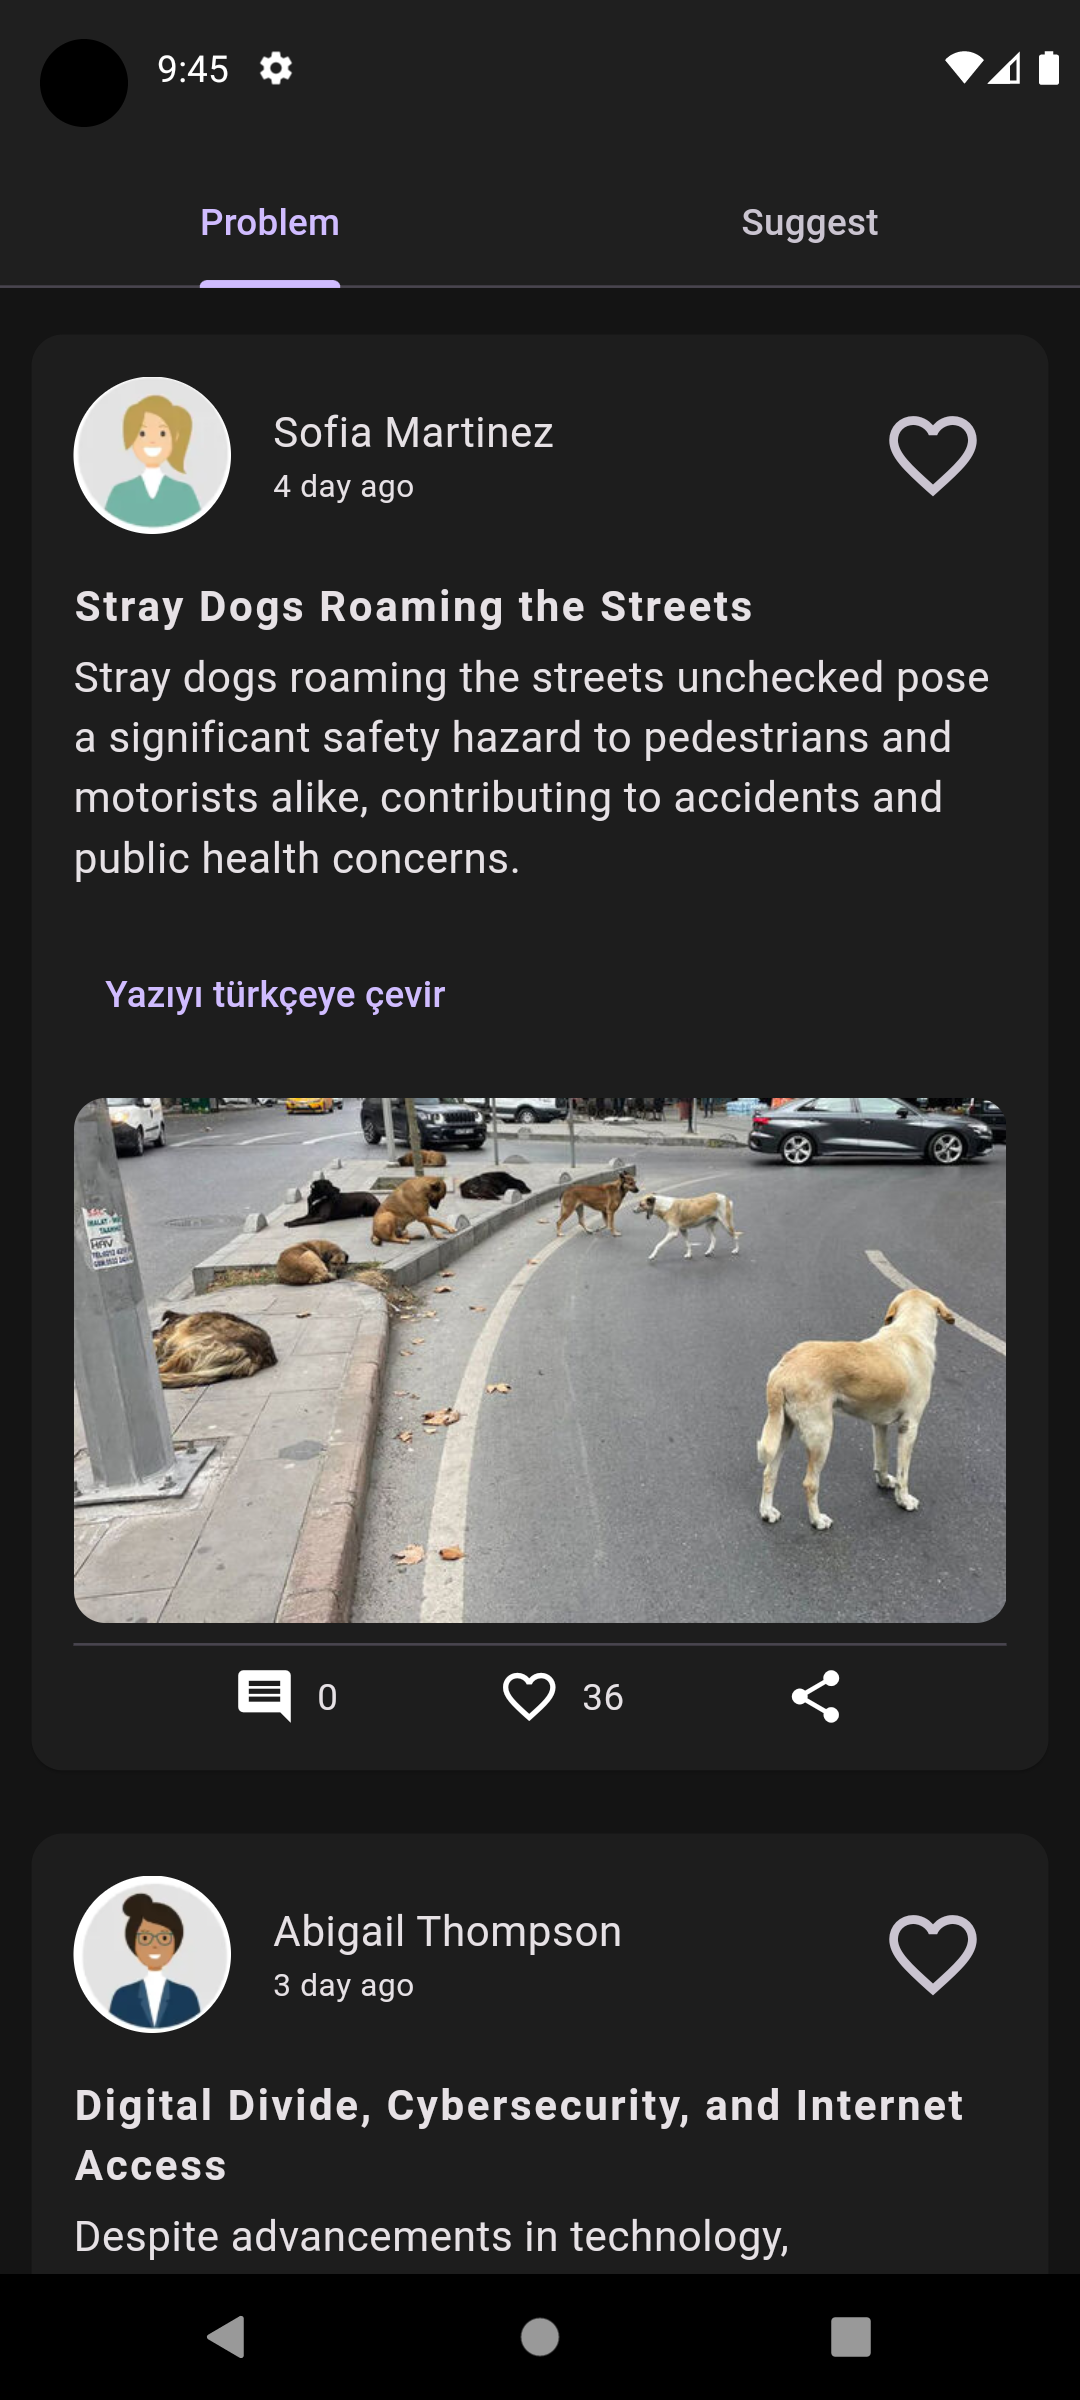 9:45
Problem
Suggest
Sofia Martinez
4 day ago
Stray Dogs Roaming the Streets
Stray dogs roaming the streets unchecked pose
a significant safety hazard to pedestrians and
motorists alike, contributing to accidents and
public health concerns.
Yazıyı türkçeye çevir
HAV
0
36
Abigail Thompson
3 day ago
Digital Divide, Cybersecurity, and Internet
Access
Despite advancements in technology,